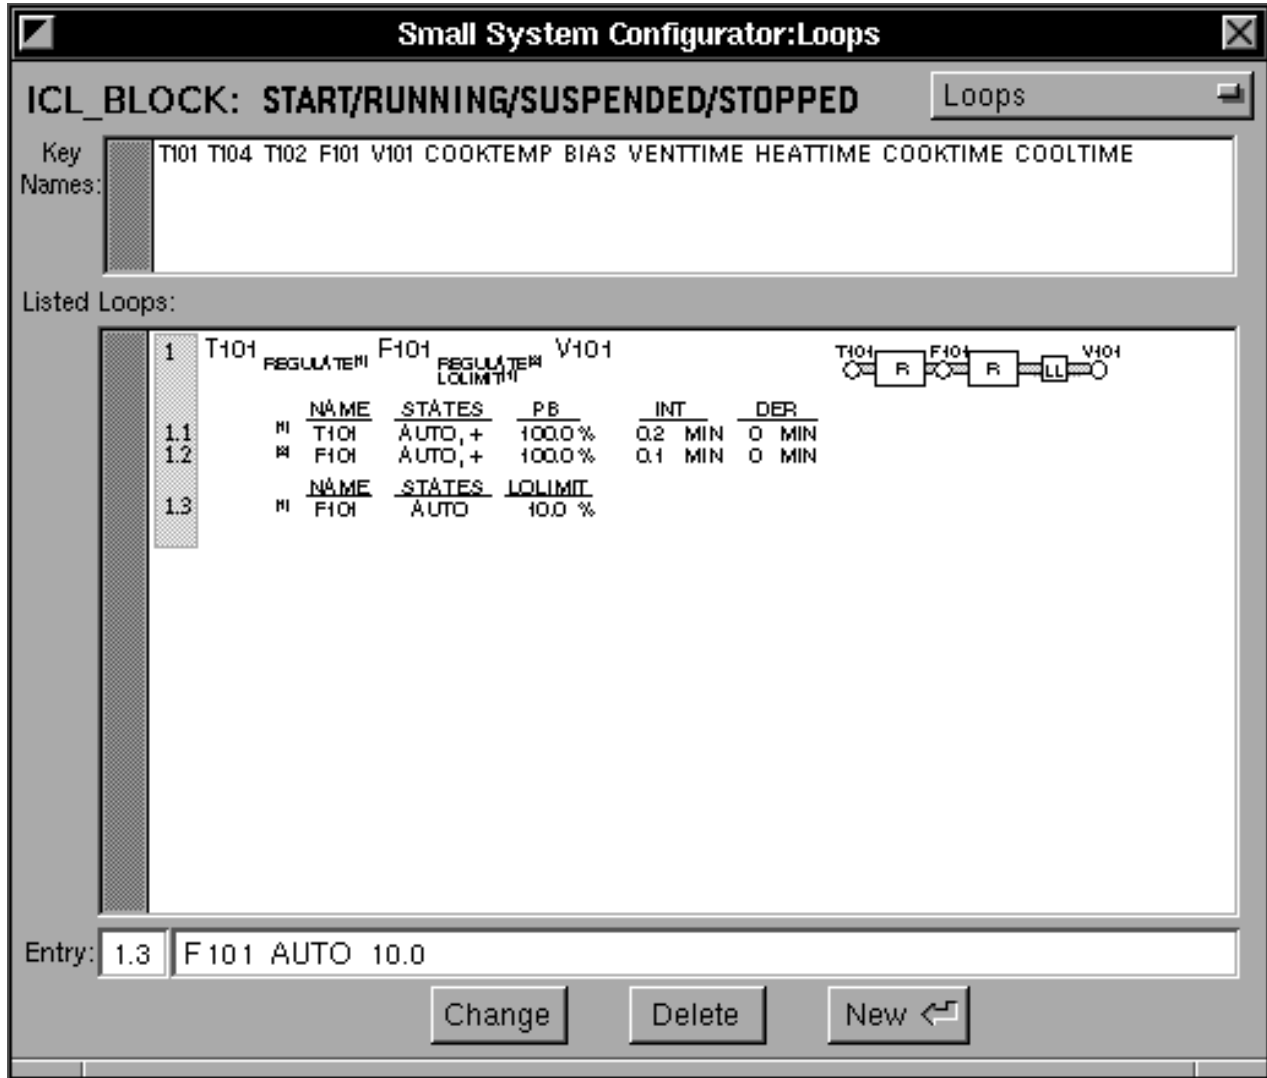 Small System Configurator:Loops
ICL_BLOCK: START/RUNNING/SUSPENDED/STOPPED Loops
Key Names: T101 T104 T102 F101 V101 COOKTEMP BIAS VENTTIME HEATTIME COOKTIME COOLTIME
Listed Loops:
1 T101 REGULATE F101 REGULATE V101 T101 F101 V101
LOLIMIT R R LL
NAME STATES PB INT DER
1.1 [1] T101 AUTO, + 100.0 % 0.2 MIN 0 MIN
1.2 [2] F101 AUTO, + 100.0 % 0.1 MIN 0 MIN
NAME STATES LOLIMIT
1.3 [1] F101 AUTO 10.0 %
Entry: 1.3 F101 AUTO 10.0
Change Delete New